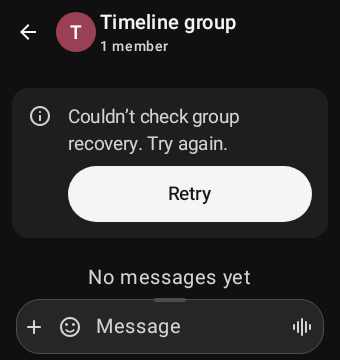 T
Timeline group
1 member
Couldn’t check group
recovery. Try again.
Retry
No messages yet
Message